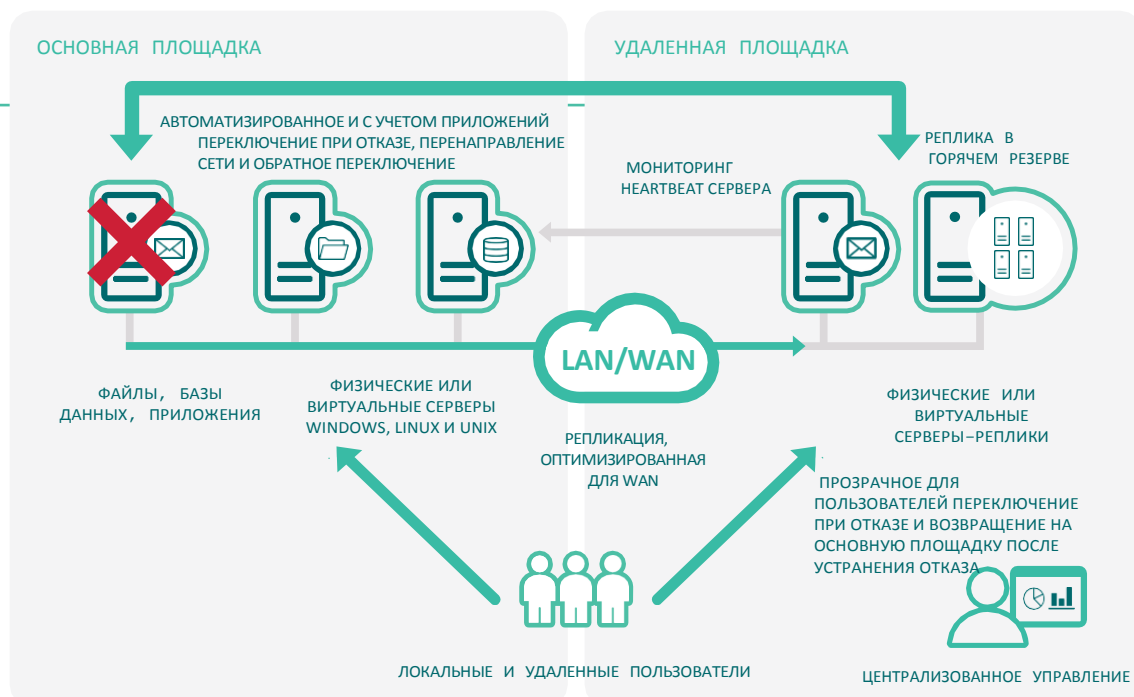 ОСНОВНАЯ ПЛОЩАДКА
УДАЛЕННАЯ ПЛОЩАДКА
АВТОМАТИЗИРОВАННОЕ И С УЧЕТОМ ПРИЛОЖЕНИЙ
ПЕРЕКЛЮЧЕНИЕ ПРИ ОТКАЗЕ, ПЕРЕНАПРАВЛЕНИЕ
СЕТИ И ОБРАТНОЕ ПЕРЕКЛЮЧЕНИЕ
МОНИТОРИНГ
HEARTBEAT СЕРВЕРА
РЕПЛИКА В
ГОРЯЧЕМ РЕЗЕРВЕ
LAN/WAN
ФАЙЛЫ, БАЗЫ
ДАННЫХ, ПРИЛОЖЕНИЯ
ФИЗИЧЕСКИЕ ИЛИ
ВИРТУАЛЬНЫЕ СЕРВЕРЫ
WINDOWS, LINUX И UNIX
РЕПЛИКАЦИЯ,
ОПТИМИЗИРОВАННАЯ
ДЛЯ WAN
ФИЗИЧЕСКИЕ ИЛИ
ВИРТУАЛЬНЫЕ
СЕРВЕРЫ-РЕПЛИКИ
ПРОЗРАЧНОЕ ДЛЯ
ПОЛЬЗОВАТЕЛЕЙ ПЕРЕКЛЮЧЕНИЕ
ПРИ ОТКАЗЕ И ВОЗВРАЩЕНИЕ НА
ОСНОВНУЮ ПЛОЩАДКУ ПОСЛЕ
УСТРАНЕНИЯ ОТКАЗА
ЛОКАЛЬНЫЕ И УДАЛЕННЫЕ ПОЛЬЗОВАТЕЛИ
ЦЕНТРАЛИЗОВАННОЕ УПРАВЛЕНИЕ